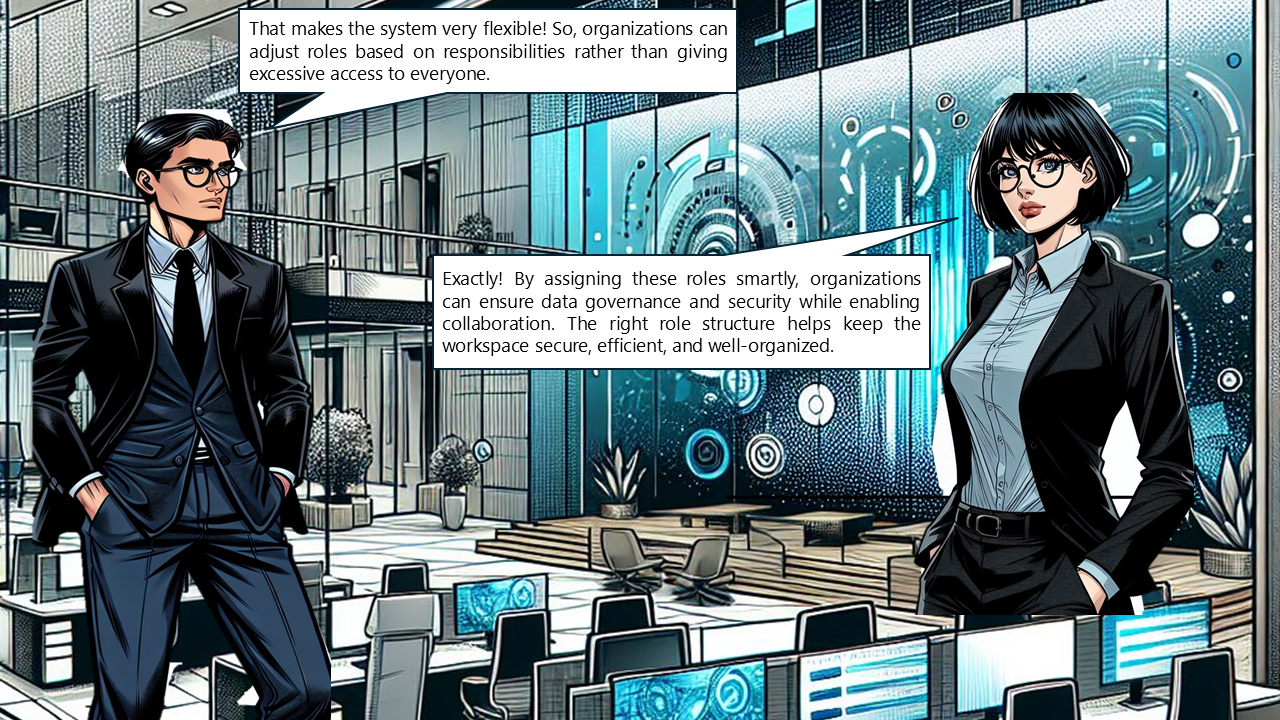 That makes the system very flexible! So, organizations can
adjust roles based on responsibilities rather than giving
excessive access to everyone.
Exactly! By assigning these roles smartly, organizations
can ensure data governance and security while enabling
collaboration. The right role structure helps keep the
workspace secure, efficient, and well-organized.